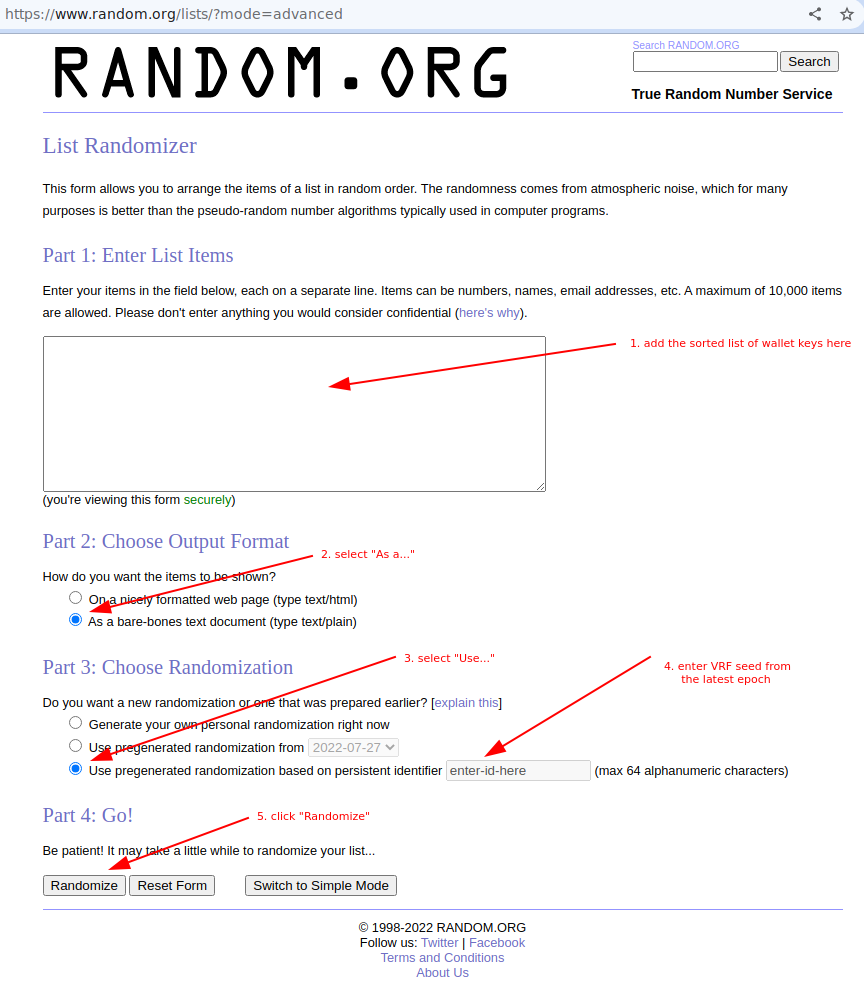 https://www.random.org/lists/?mode=advanced
RANDOM.ORG
Search RANDOM.ORG
Search
True Random Number Service
List Randomizer
This form allows you to arrange the items of a list in random order. The randomness comes from atmospheric noise, which for many
purposes is better than the pseudo-random number algorithms typically used in computer programs.
Part 1: Enter List Items
Enter your items in the field below, each on a separate line. Items can be numbers, names, email addresses, etc. A maximum of 10,000 items
are allowed. Please don't enter anything you would consider confidential (here's why).
1. add the sorted list of wallet keys here
(you're viewing this form securely)
Part 2: Choose Output Format
2. select "As a..."
How do you want the items to be shown?
On a nicely formatted web page (type text/html)
As a bare-bones text document (type text/plain)
3. select "Use..."
4. enter VRF seed from
the latest epoch
Part 3: Choose Randomization
Do you want a new randomization or one that was prepared earlier? [explain this]
Generate your own personal randomization right now
Use pregenerated randomization from 2022-07-27
Use pregenerated randomization based on persistent identifier enter-id-here (max 64 alphanumeric characters)
Part 4: Go!
5. click "Randomize"
Be patient! It may take a little while to randomize your list...
Randomize Reset Form Switch to Simple Mode
© 1998-2022 RANDOM.ORG
Follow us: Twitter | Facebook
Terms and Conditions
About Us